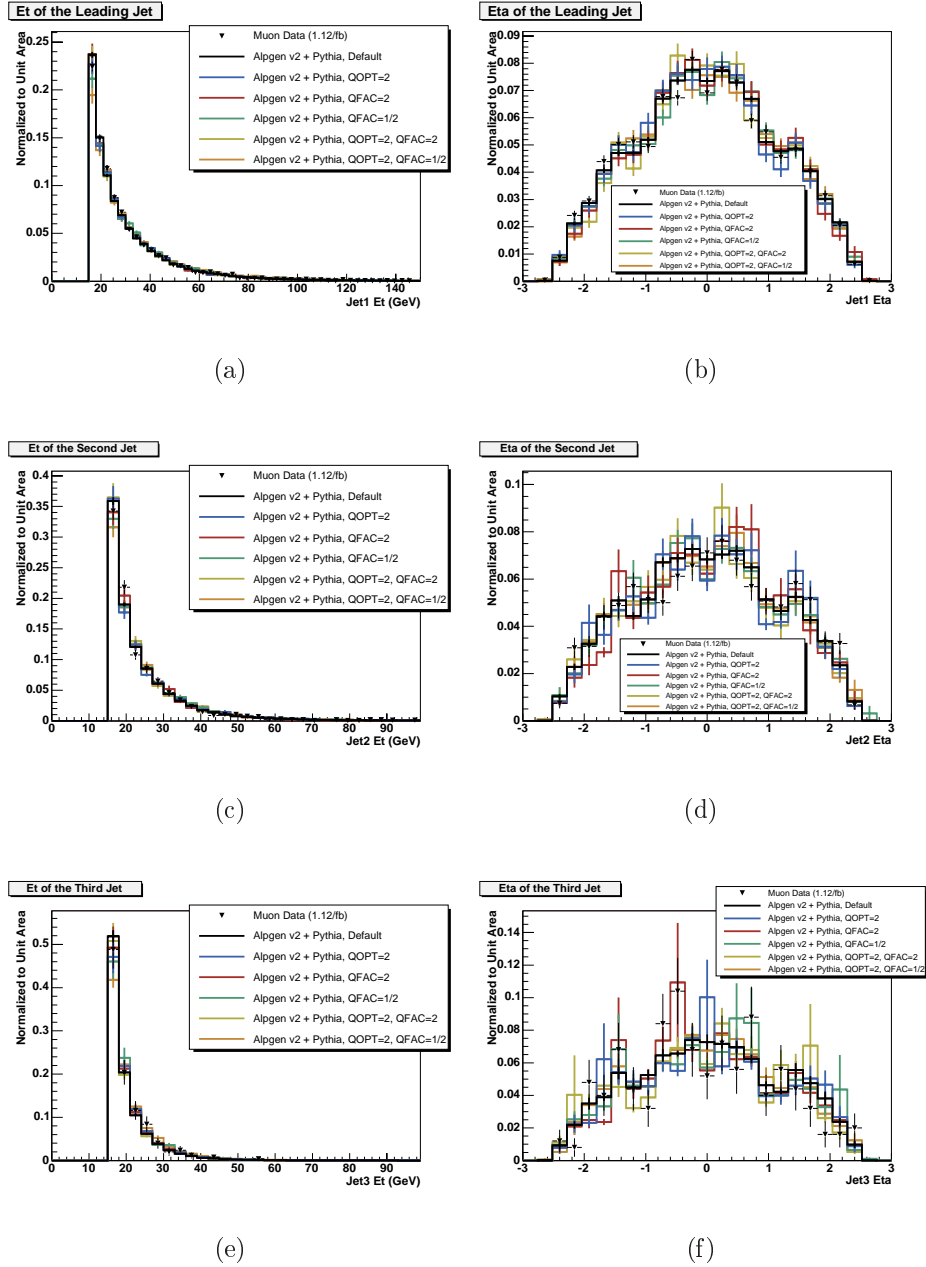 Et of the Leading Jet
Normalized to Unit Area
0.25
0.2
0.15
0.1
0.05
0
0 20 40 60 80 100 120 140
Jet1 Et (GeV)
Muon Data (1.12/fb)
Alpgen v2 + Pythia, Default
Alpgen v2 + Pythia, QOPT=2
Alpgen v2 + Pythia, QFAC=2
Alpgen v2 + Pythia, QFAC=1/2
Alpgen v2 + Pythia, QOPT=2, QFAC=2
Alpgen v2 + Pythia, QOPT=2, QFAC=1/2
(a)
Eta of the Leading Jet
Normalized to Unit Area
0.09
0.08
0.07
0.06
0.05
0.04
0.03
0.02
0.01
0
-3 -2 -1 0 1 2 3
Jet1 Eta
Muon Data (1.12/fb)
Alpgen v2 + Pythia, Default
Alpgen v2 + Pythia, QOPT=2
Alpgen v2 + Pythia, QFAC=2
Alpgen v2 + Pythia, QFAC=1/2
Alpgen v2 + Pythia, QOPT=2, QFAC=2
Alpgen v2 + Pythia, QOPT=2, QFAC=1/2
(b)
Et of the Second Jet
Normalized to Unit Area
0.4
0.35
0.3
0.25
0.2
0.15
0.1
0.05
0
0 10 20 30 40 50 60 70 80 90
Jet2 Et (GeV)
Muon Data (1.12/fb)
Alpgen v2 + Pythia, Default
Alpgen v2 + Pythia, QOPT=2
Alpgen v2 + Pythia, QFAC=2
Alpgen v2 + Pythia, QFAC=1/2
Alpgen v2 + Pythia, QOPT=2, QFAC=2
Alpgen v2 + Pythia, QOPT=2, QFAC=1/2
(c)
Eta of the Second Jet
Normalized to Unit Area
0.1
0.08
0.06
0.04
0.02
0
-3 -2 -1 0 1 2 3
Jet2 Eta
Muon Data (1.12/fb)
Alpgen v2 + Pythia, Default
Alpgen v2 + Pythia, QOPT=2
Alpgen v2 + Pythia, QFAC=2
Alpgen v2 + Pythia, QFAC=1/2
Alpgen v2 + Pythia, QOPT=2, QFAC=2
Alpgen v2 + Pythia, QOPT=2, QFAC=1/2
(d)
Et of the Third Jet
Normalized to Unit Area
0.5
0.4
0.3
0.2
0.1
0
0 10 20 30 40 50 60 70 80 90
Jet3 Et (GeV)
Muon Data (1.12/fb)
Alpgen v2 + Pythia, Default
Alpgen v2 + Pythia, QOPT=2
Alpgen v2 + Pythia, QFAC=2
Alpgen v2 + Pythia, QFAC=1/2
Alpgen v2 + Pythia, QOPT=2, QFAC=2
Alpgen v2 + Pythia, QOPT=2, QFAC=1/2
(e)
Eta of the Third Jet
Normalized to Unit Area
0.14
0.12
0.1
0.08
0.06
0.04
0.02
0
-3 -2 -1 0 1 2 3
Jet3 Eta
Muon Data (1.12/fb)
Alpgen v2 + Pythia, Default
Alpgen v2 + Pythia, QOPT=2
Alpgen v2 + Pythia, QFAC=2
Alpgen v2 + Pythia, QFAC=1/2
Alpgen v2 + Pythia, QOPT=2, QFAC=2
Alpgen v2 + Pythia, QOPT=2, QFAC=1/2
(f)